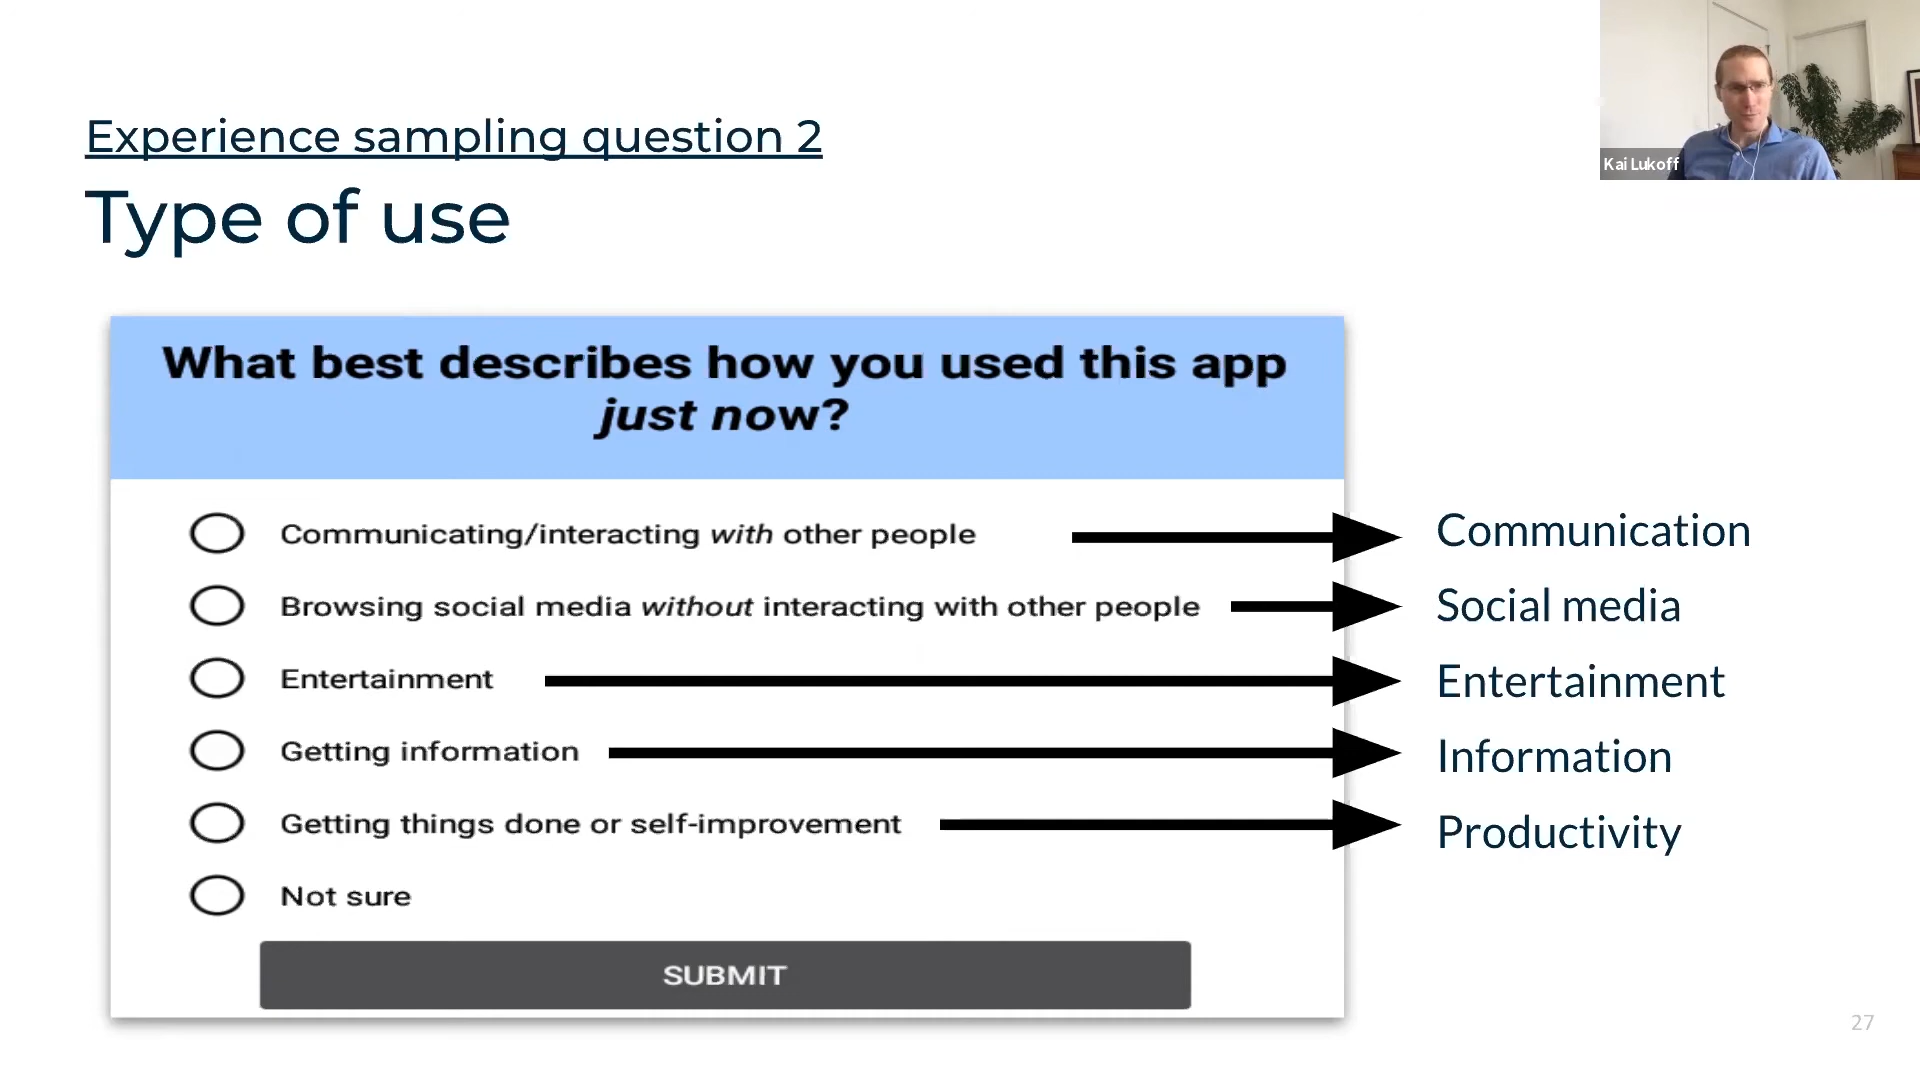 Kai Lukoff
Experience sampling question 2
Type of use
What best describes how you used this app
just now?
Communicating/interacting with other people
Communication
Browsing social media without interacting with other people
Social media
Entertainment
Entertainment
Getting information
Information
Getting things done or self-improvement
Productivity
Not sure
SUBMIT
27